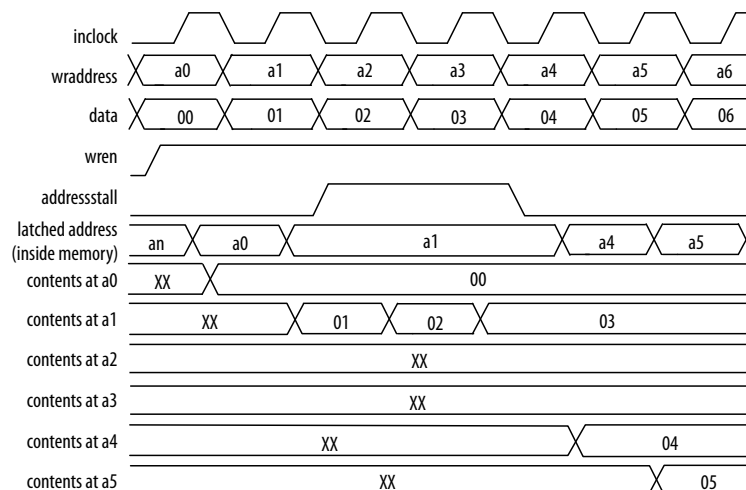 inclock
wraddress a0 a1 a2 a3 a4 a5 a6
data 00 01 02 03 04 05 06
wren
addressstall
latched address
(inside memory) an a0 a1 a4 a5
contents at a0 XX 00
contents at a1 XX 01 02 03
contents at a2 XX
contents at a3 XX
contents at a4 XX 04
contents at a5 XX 05